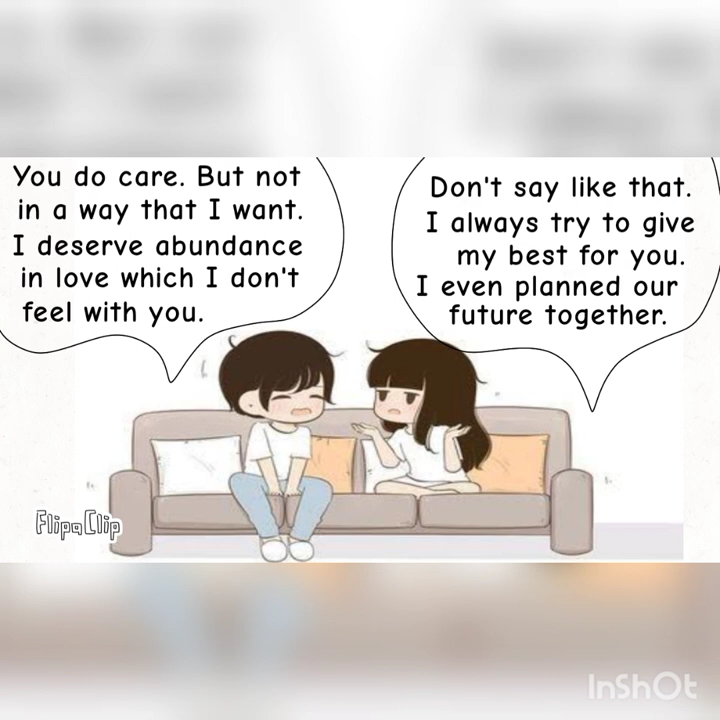 You do care. But not
in a way that I want.
I deserve abundance
in love which I don't
feel with you.
Don't say like that.
I always try to give
my best for you.
I even planned our
future together.
FlipaClip
InShOt